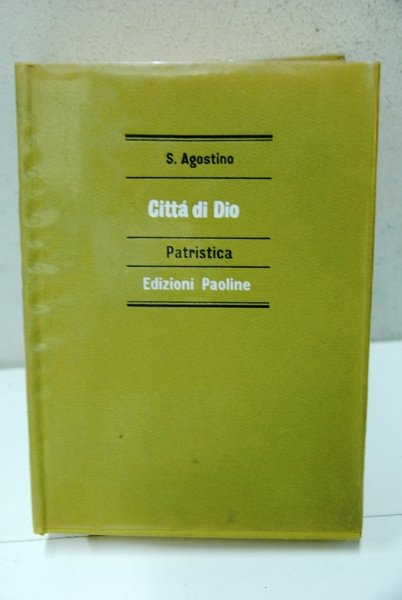 S. Agostino
Cittá di Dio
Patristica
Edizioni Paoline